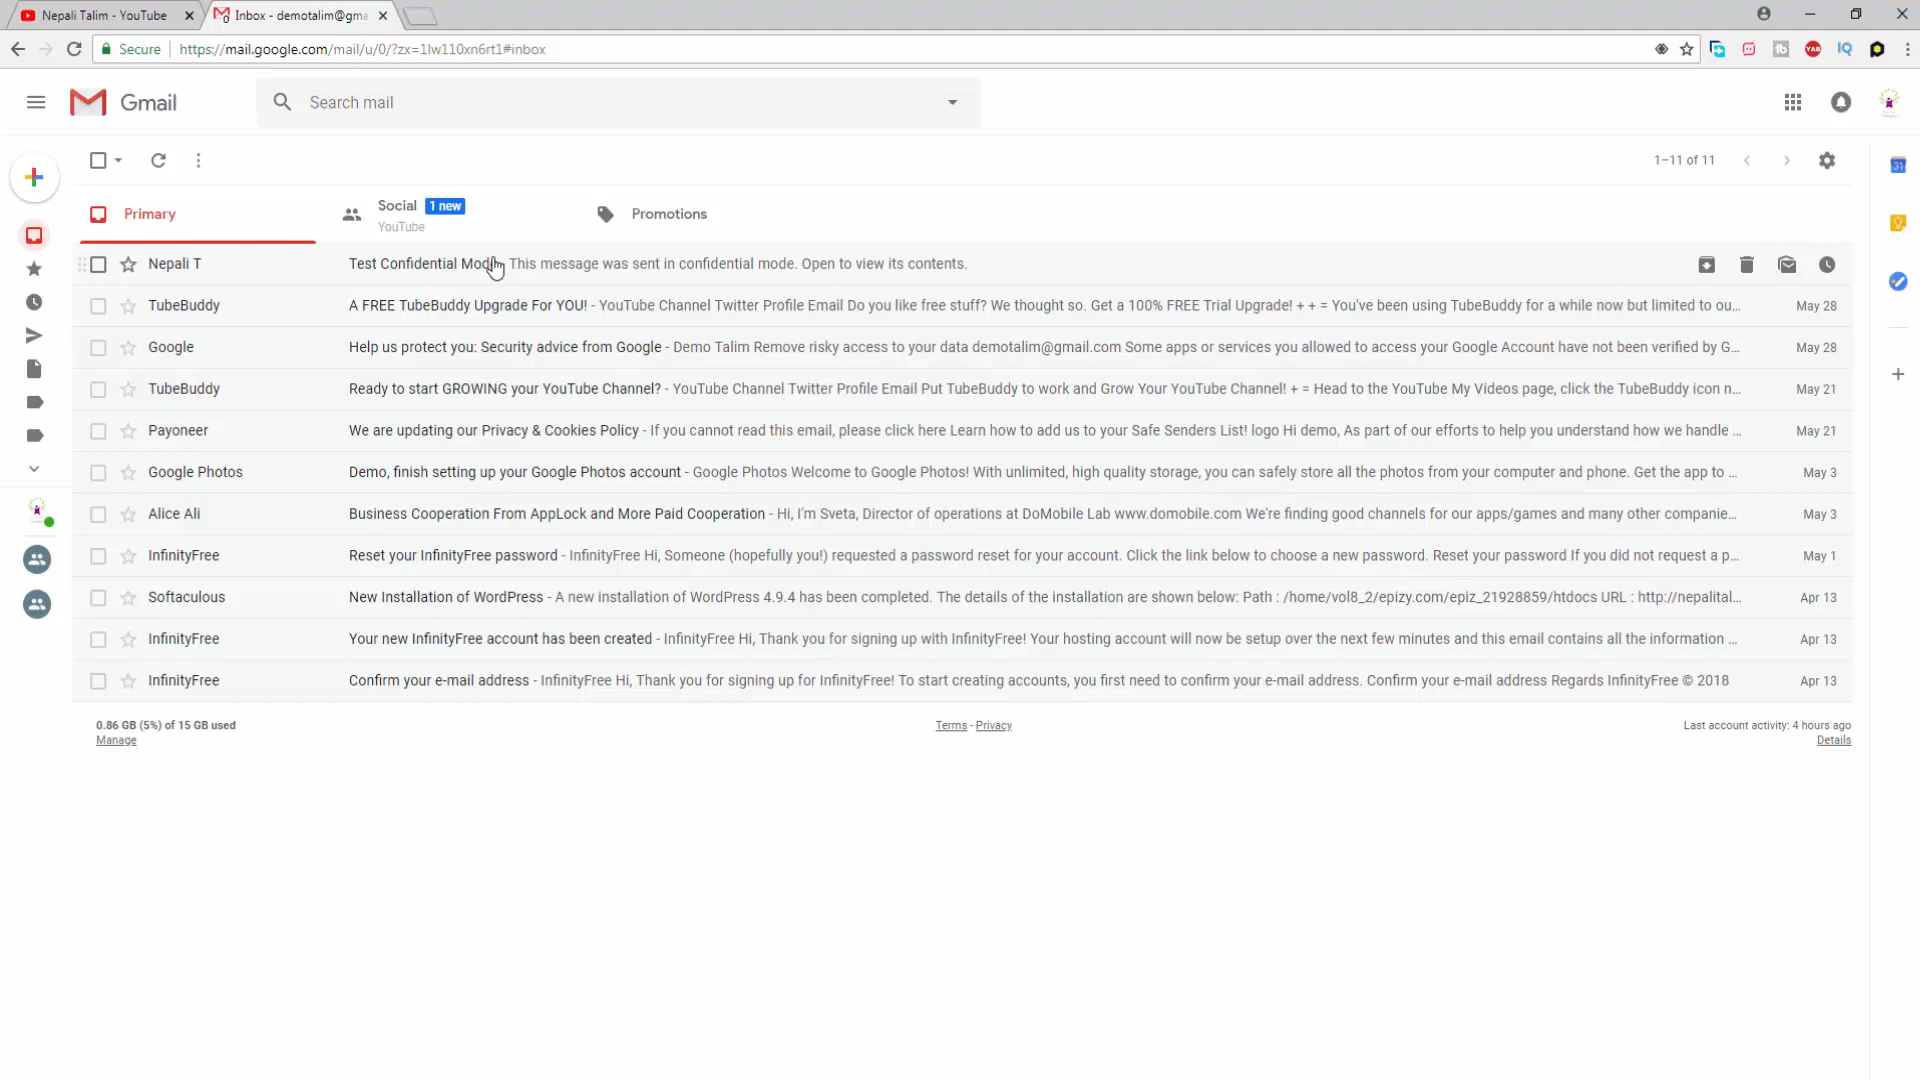 Nepali Talim - YouTube
Inbox - demotalim@gma
Secure https://mail.google.com/mail/u/0/?zx=1lw110xn6rt1#inbox
Gmail
Search mail
1–11 of 11
Primary
Social 1 new
YouTube
Promotions
Nepali T Test Confidential Mod This message was sent in confidential mode. Open to view its contents.
TubeBuddy A FREE TubeBuddy Upgrade For YOU! - YouTube Channel Twitter Profile Email Do you like free stuff? We thought so. Get a 100% FREE Trial Upgrade! + + = You've been using TubeBuddy for a while now but limited to ou... May 28
Google Help us protect you: Security advice from Google - Demo Talim Remove risky access to your data demotalim@gmail.com Some apps or services you allowed to access your Google Account have not been verified by G... May 28
TubeBuddy Ready to start GROWING your YouTube Channel? - YouTube Channel Twitter Profile Email Put TubeBuddy to work and Grow Your YouTube Channel! + = Head to the YouTube My Videos page, click the TubeBuddy icon n... May 21
Payoneer We are updating our Privacy & Cookies Policy - If you cannot read this email, please click here Learn how to add us to your Safe Senders List! logo Hi demo, As part of our efforts to help you understand how we handle ... May 21
Google Photos Demo, finish setting up your Google Photos account - Google Photos Welcome to Google Photos! With unlimited, high quality storage, you can safely store all the photos from your computer and phone. Get the app to ... May 3
Alice Ali Business Cooperation From AppLock and More Paid Cooperation - Hi, I'm Sveta, Director of operations at DoMobile Lab www.domobile.com We're finding good channels for our apps/games and many other companie... May 3
InfinityFree Reset your InfinityFree password - InfinityFree Hi, Someone (hopefully you!) requested a password reset for your account. Click the link below to choose a new password. Reset your password If you did not request a p... May 1
Softaculous New Installation of WordPress - A new installation of WordPress 4.9.4 has been completed. The details of the installation are shown below: Path : /home/vol8_2/epizy.com/epiz_21928859/htdocs URL : http://nepalital... Apr 13
InfinityFree Your new InfinityFree account has been created - InfinityFree Hi, Thank you for signing up with InfinityFree! Your hosting account will now be setup over the next few minutes and this email contains all the information ... Apr 13
InfinityFree Confirm your e-mail address - InfinityFree Hi, Thank you for signing up for InfinityFree! To start creating accounts, you first need to confirm your e-mail address. Confirm your e-mail address Regards InfinityFree © 2018 Apr 13
0.86 GB (5%) of 15 GB used
Manage
Terms - Privacy
Last account activity: 4 hours ago
Details